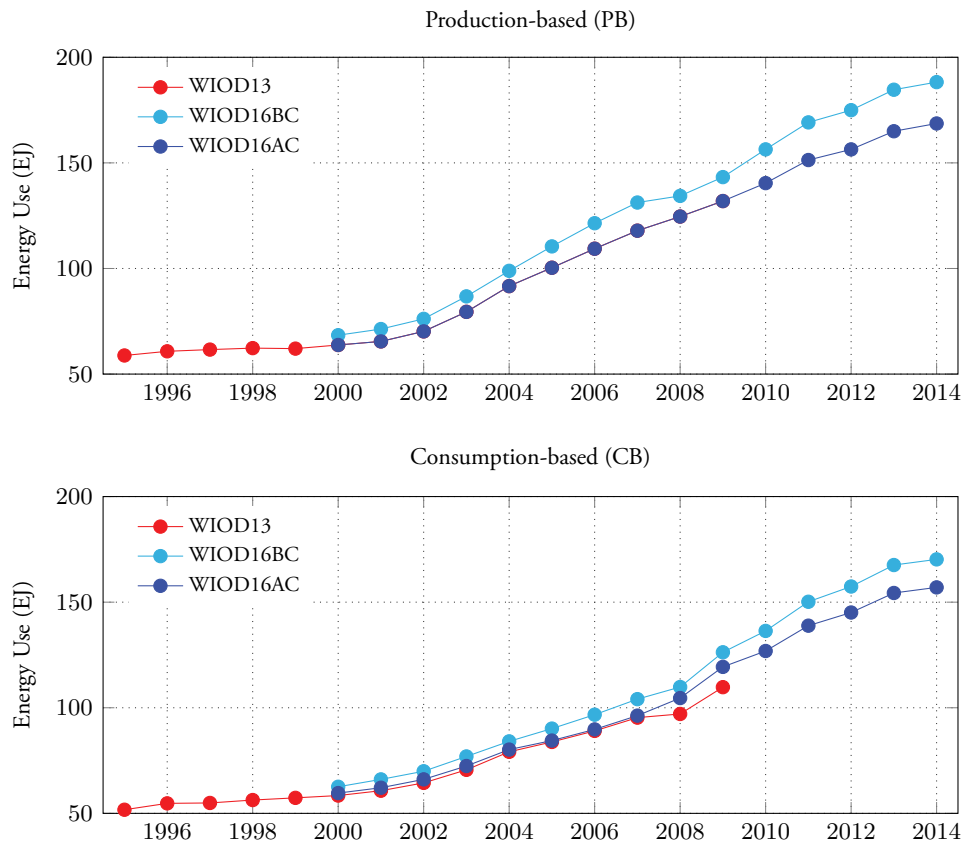 Production-based (PB)
200
150
100
50
Energy Use (EJ)
WIOD13
WIOD16BC
WIOD16AC
1996 1998 2000 2002 2004 2006 2008 2010 2012 2014
Consumption-based (CB)
200
150
100
50
Energy Use (EJ)
WIOD13
WIOD16BC
WIOD16AC
1996 1998 2000 2002 2004 2006 2008 2010 2012 2014